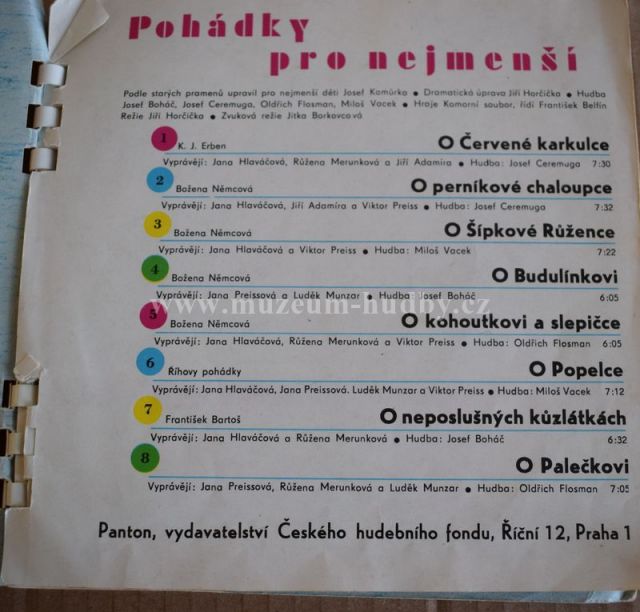 Pohádky
pro nejmenší
Podle starých pramenů upravil pro nejmenší děti Josef Kamůrka ● Dramatická úprava Jiří Horčička ● Hudba
Josef Boháč, Josef Ceremuga, Oldřich Flosman, Miloš Vacek ● Hraje Komorní soubor, řídí František Belfín
Režie Jiří Horčička ● Zvuková režie Jitka Borkovcová
1 K. J. Erben O Červené karkulce
Vyprávějí: Jana Hlaváčová, Růžena Merunková a Jiří Adamíra ● Hudba: Josef Ceremuga 7:30
2 Božena Němcová O perníkové chaloupce
Vyprávějí: Jana Hlaváčová, Jiří Adamíra a Viktor Preiss ● Hudba: Josef Ceremuga 7:32
3 Božena Němcová O Šípkové Růžence
Vyprávějí: Jana Hlaváčová a Viktor Preiss ● Hudba: Miloš Vacek 7:22
4 Božena Němcová O Budulínkovi
Vyprávějí: Jana Preissová a Luděk Munzar ● Hudba: Josef Boháč 6:05
www.muzeum-hudby.cz
5 Božena Němcová O kohoutkovi a slepičce
Vyprávějí: Jana Hlaváčová, Růžena Merunková a Viktor Preiss ● Hudba: Oldřich Flosman 6:05
6 Říhovy pohádky O Popelce
Vyprávějí: Jana Hlaváčová, Jana Preissová. Luděk Munzar a Viktor Preiss ● Hudba: Miloš Vacek 7:12
7 František Bartoš O neposlušných kůzlátkách
Vyprávějí: Jana Hlaváčová a Růžena Merunková ● Hudba: Josef Boháč 6:32
8 O Palečkovi
Vyprávějí: Jana Preissová, Růžena Merunková a Luděk Munzar ● Hudba: Oldřich Flosman 7:05
Panton, vydavatelství Českého hudebního fondu, Říční 12, Praha 1